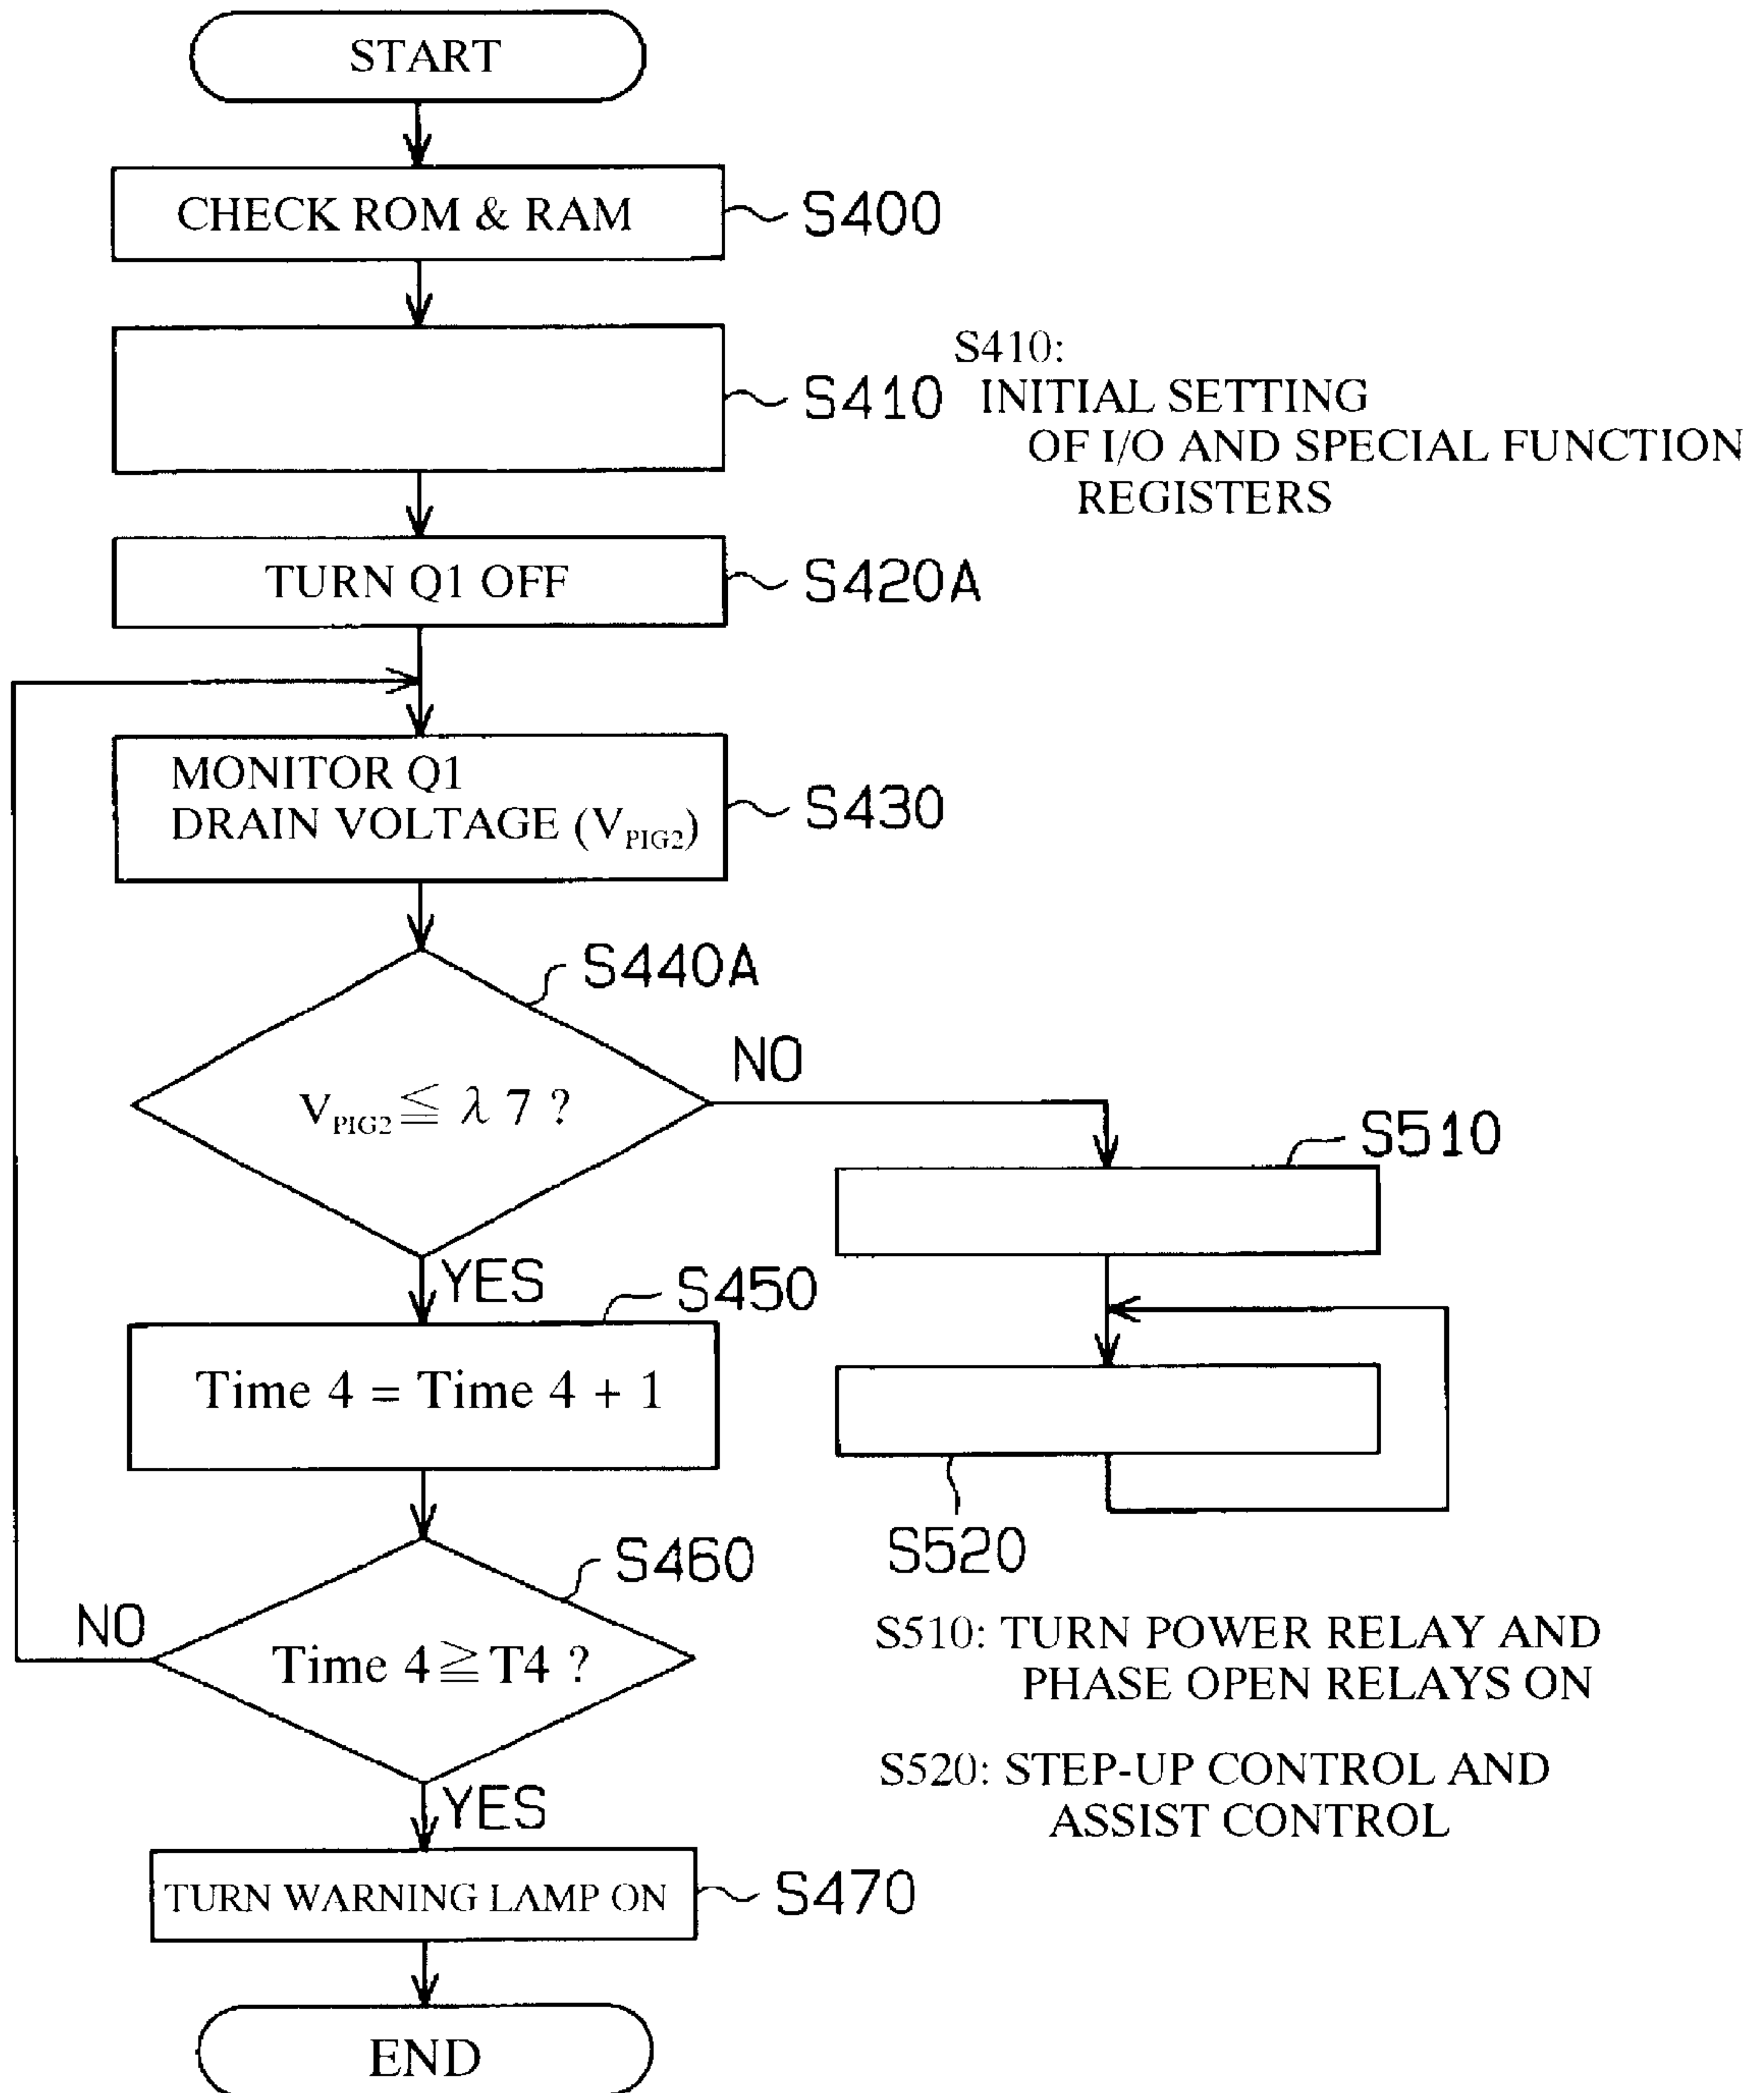 START
CHECK ROM & RAM
S400
S410
S410:
INITIAL SETTING
OF I/O AND SPECIAL FUNCTION
REGISTERS
TURN Q1 OFF
S420A
MONITOR Q1
DRAIN VOLTAGE (VPIG2)
S430
S440A
VPIG2 ≦ λ 7 ?
NO
S510
YES
S450
Time 4 = Time 4 + 1
S520
S460
NO
Time 4 ≧ T4 ?
S510: TURN POWER RELAY AND
PHASE OPEN RELAYS ON
S520: STEP-UP CONTROL AND
ASSIST CONTROL
YES
TURN WARNING LAMP ON
S470
END